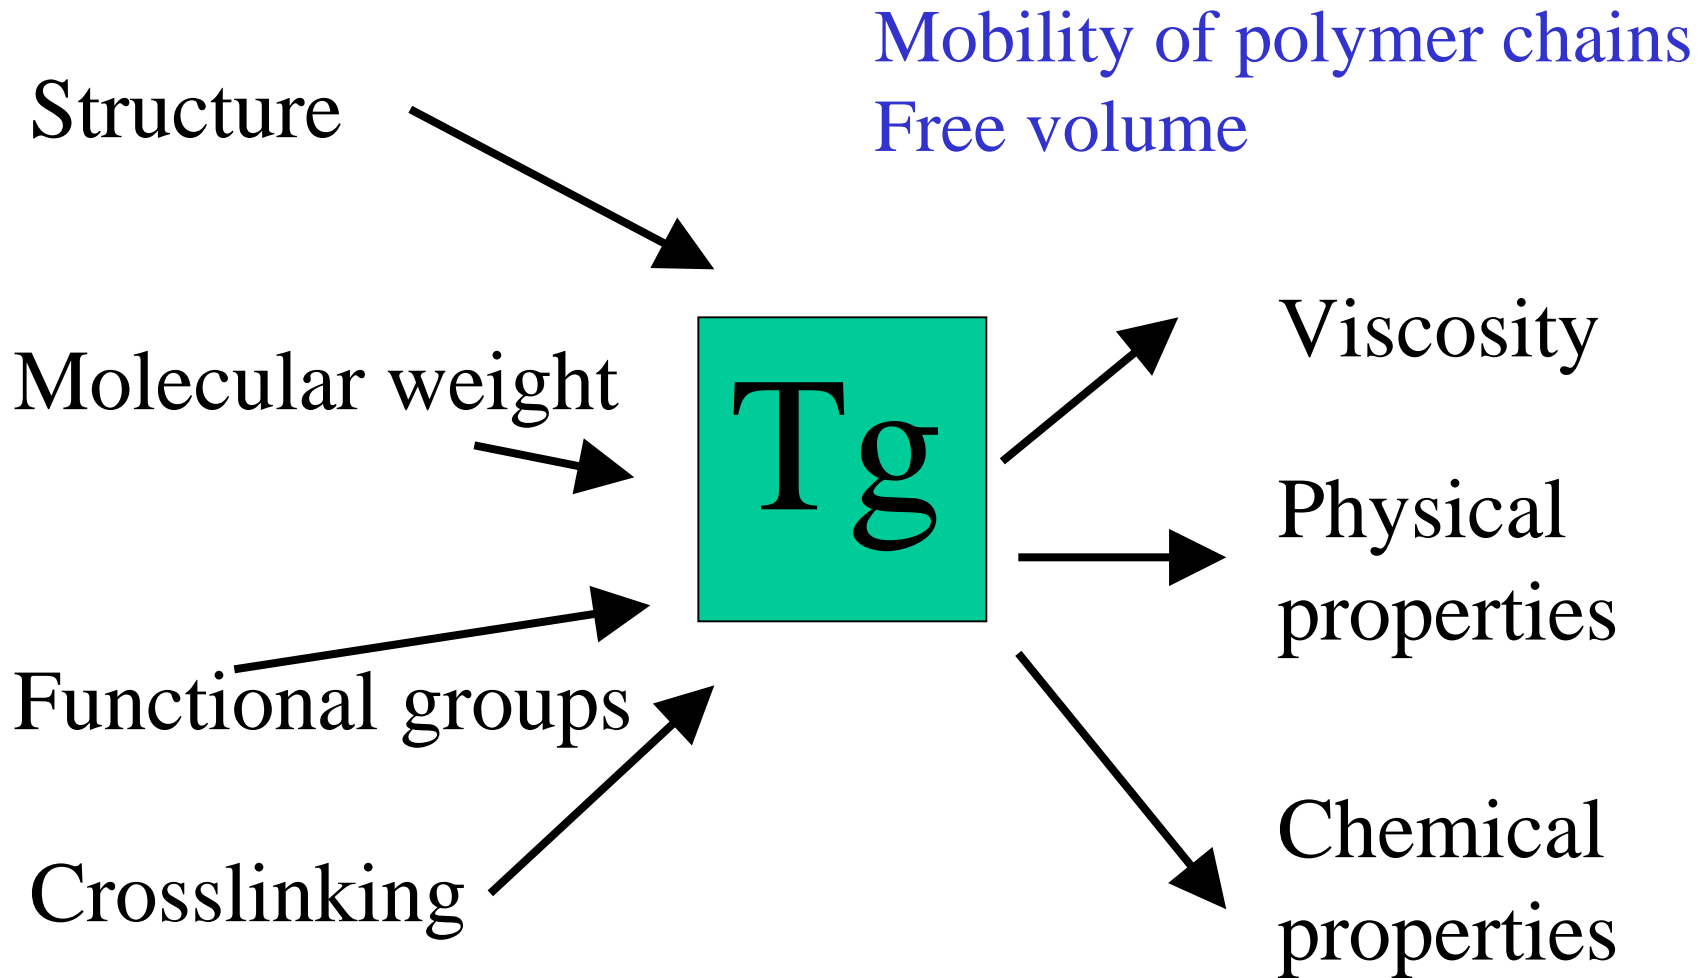 Mobility of polymer chains
Free volume
Structure
Molecular weight
Functional groups
Crosslinking
Tg
Viscosity
Physical
properties
Chemical
properties